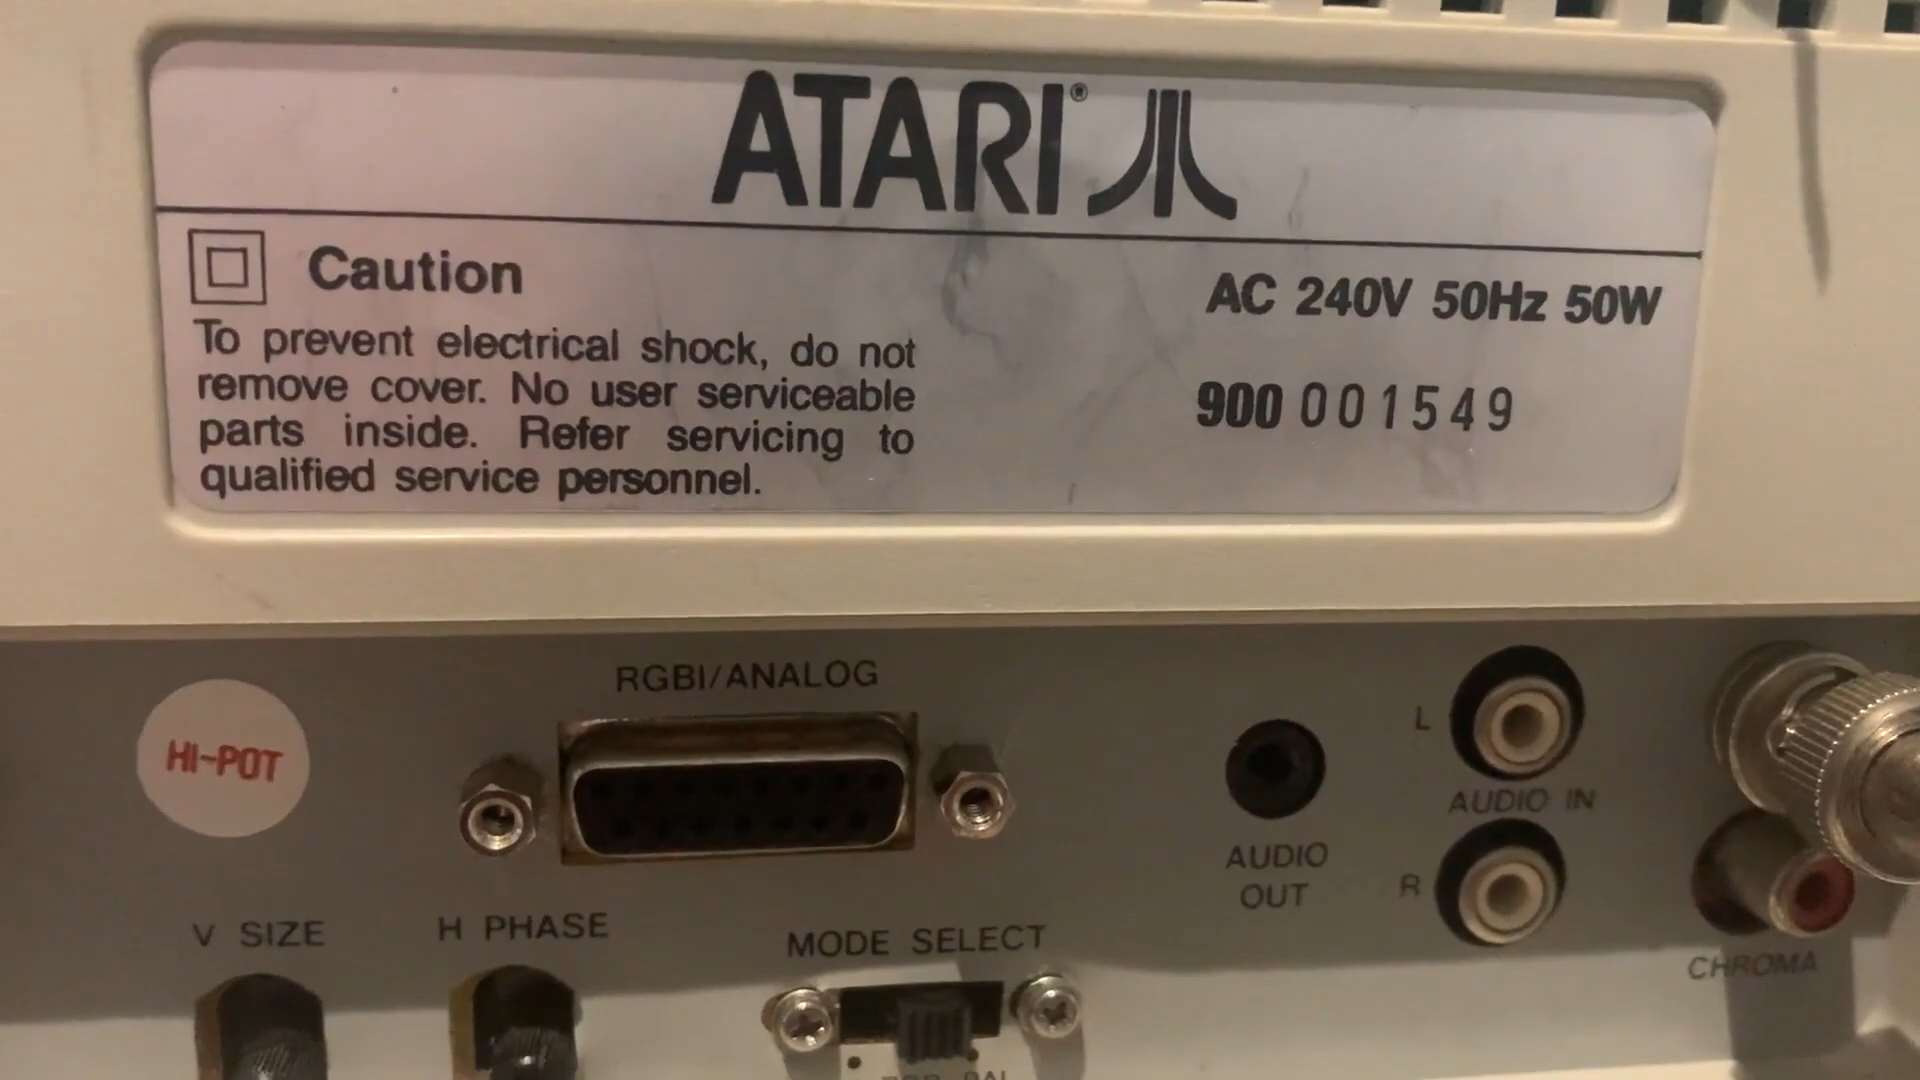 ATARI®
Caution
To prevent electrical shock, do not
remove cover. No user serviceable
parts inside. Refer servicing to
qualified service personnel.
AC 240V 50Hz 50W
900 001549
HI-POT
RGBI/ANALOG
L
AUDIO IN
R
AUDIO
OUT
CHROMA
V SIZE
H PHASE
MODE SELECT